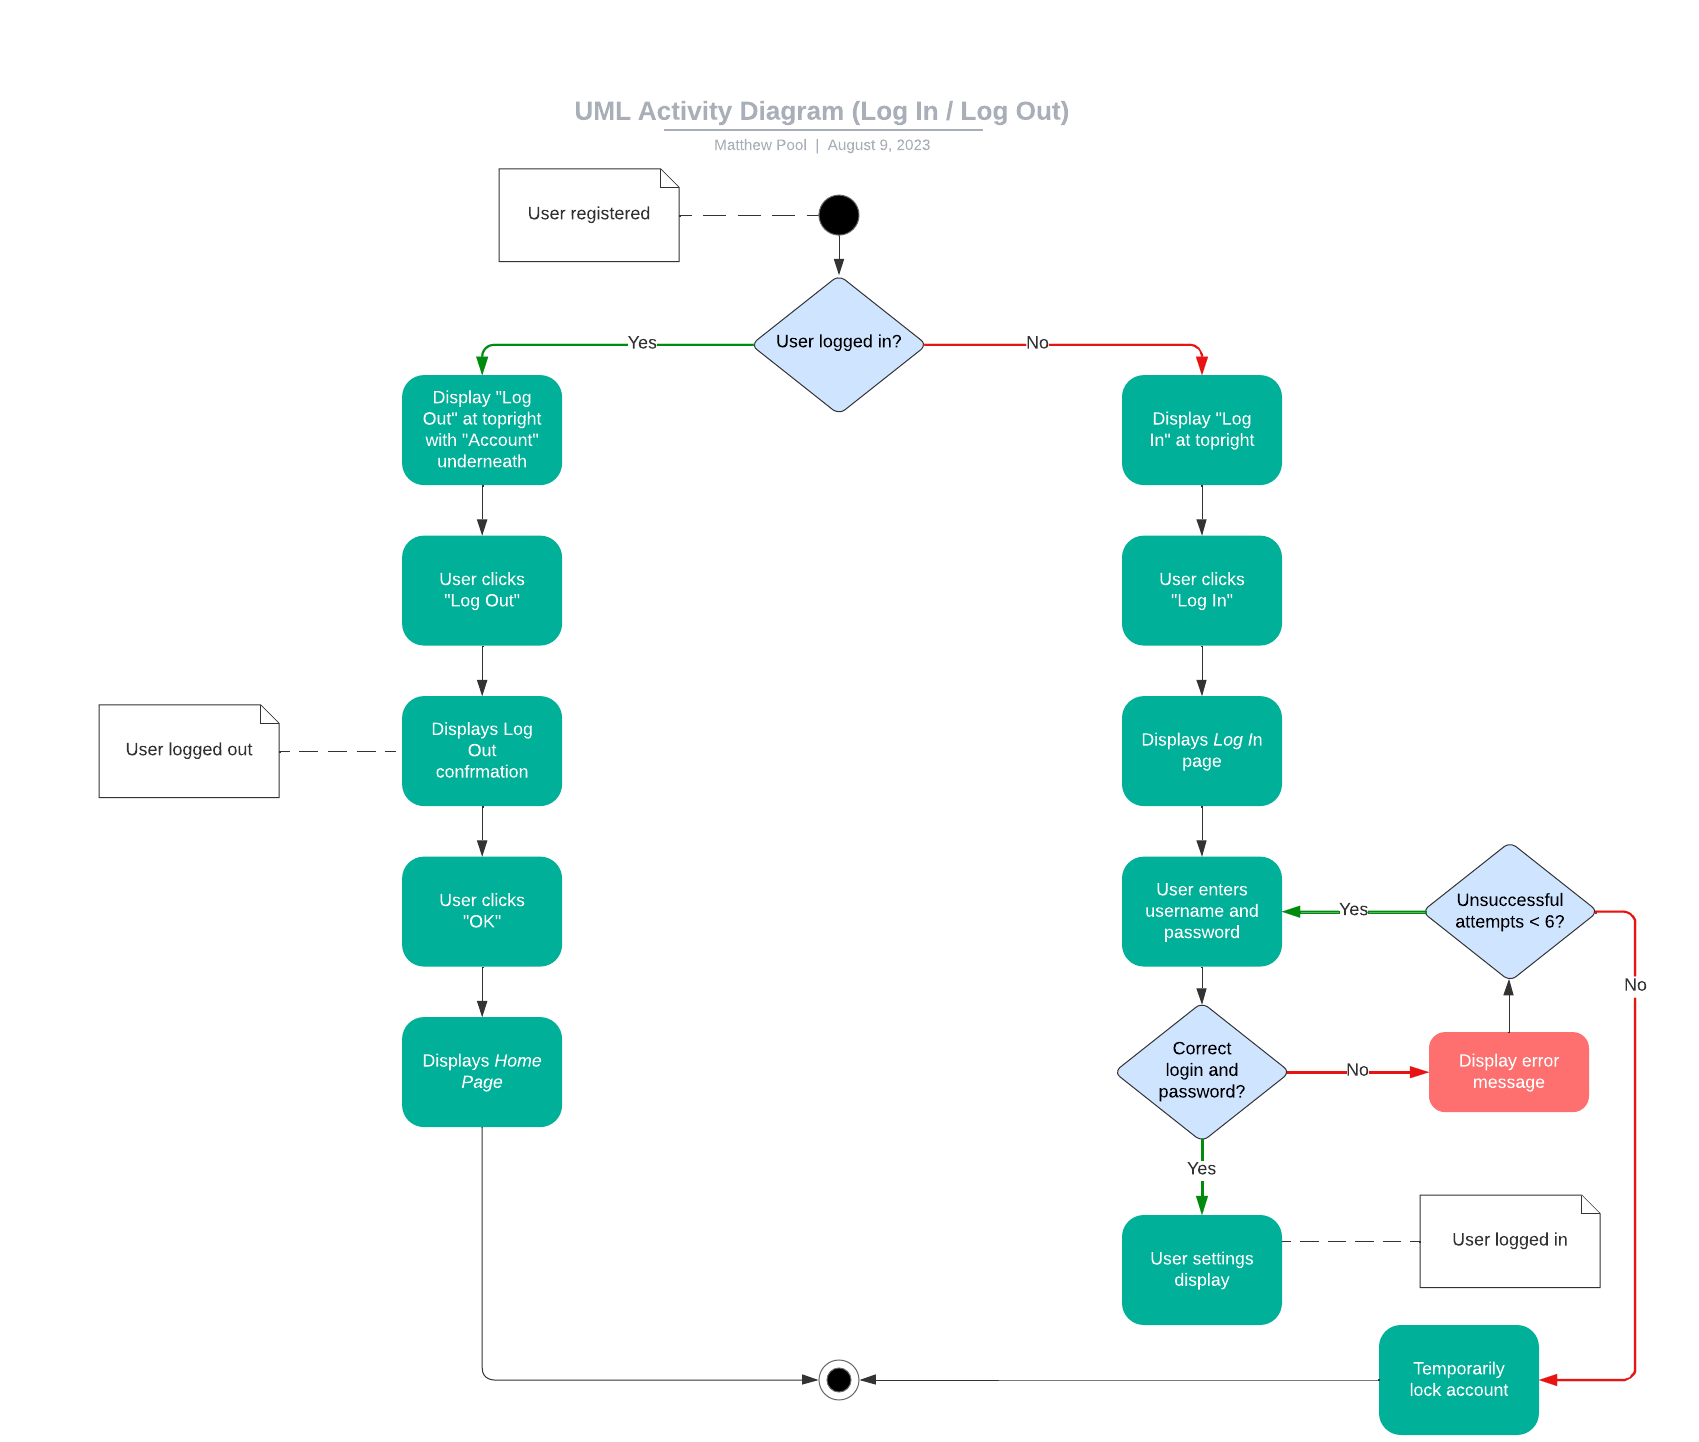 UML Activity Diagram (Log In / Log Out)
Matthew Pool | August 9, 2023
User registered
User logged in?
Yes
No
Display "Log
Out" at topright
with "Account"
underneath
User clicks
"Log Out"
Displays Log
Out
confrmation
User logged out
User clicks
"OK"
Displays Home
Page
Display "Log
In" at topright
User clicks
"Log In"
Displays Log In
page
User enters
username and
password
Yes
Unsuccessful
attempts < 6?
No
Correct
login and
password?
No
Display error
message
Yes
User settings
display
User logged in
Temporarily
lock account